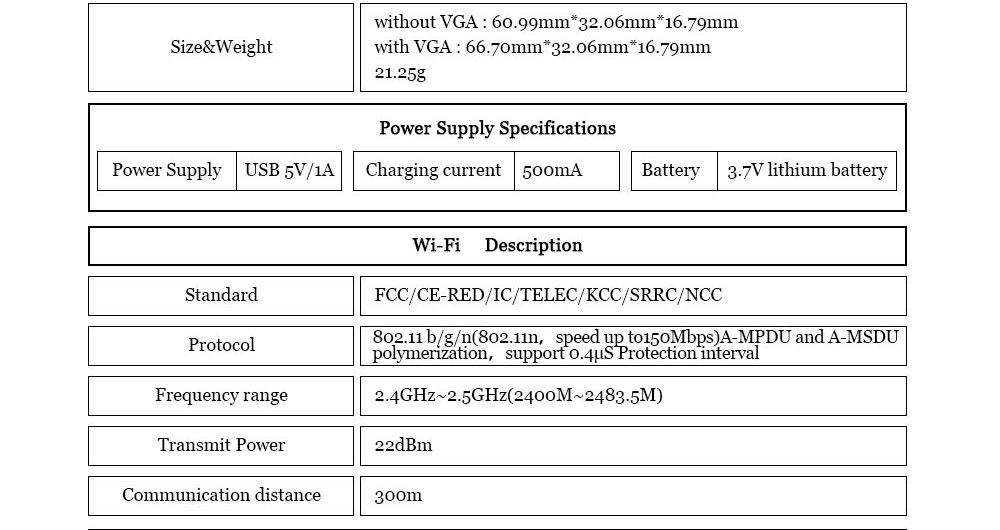 Size&Weight
without VGA : 60.99mm*32.06mm*16.79mm
with VGA : 66.70mm*32.06mm*16.79mm
21.25g
Power Supply Specifications
Power Supply USB 5V/1A Charging current 500mA Battery 3.7V lithium battery
Wi-Fi Description
Standard FCC/CE-RED/IC/TELEC/KCC/SRRC/NCC
Protocol
802.11 b/g/n(802.11n，speed up to150Mbps)A-MPDU and A-MSDU
polymerization，support 0.4μS Protection interval
Frequency range 2.4GHz~2.5GHz(2400M~2483.5M)
Transmit Power 22dBm
Communication distance 300m